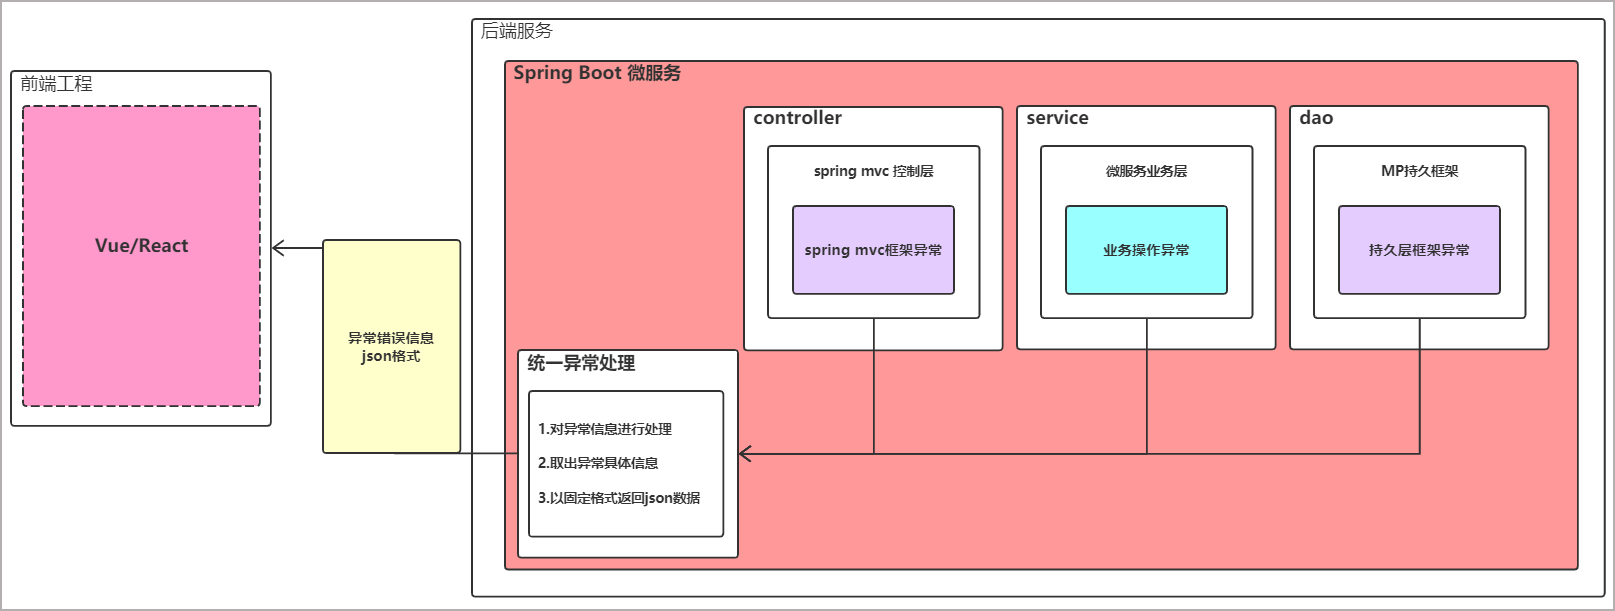 后端服务
Spring Boot 微服务
前端工程
Vue/React
controller
spring mvc 控制层
spring mvc框架异常
service
微服务业务层
业务操作异常
dao
MP持久框架
持久层框架异常
异常错误信息
json格式
统一异常处理
1.对异常信息进行处理
2.取出异常具体信息
3.以固定格式返回json数据